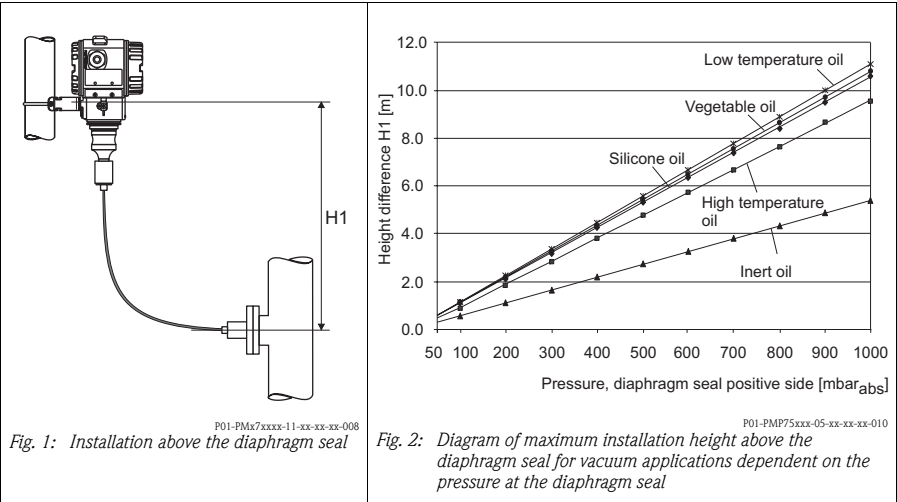 H1
P01-PMx7xxxx-11-xx-xx-xx-008
Fig. 1: Installation above the diaphragm seal
Height difference H1 [m]
12.0
10.0
8.0
6.0
4.0
2.0
0.0
Low temperature oil
Vegetable oil
Silicone oil
High temperature
oil
Inert oil
50 100 200 300 400 500 600 700 800 900 1000
Pressure, diaphragm seal positive side [mbarabs]
P01-PMP75xxx-05-xx-xx-xx-010
Fig. 2: Diagram of maximum installation height above the
diaphragm seal for vacuum applications dependent on the
pressure at the diaphragm seal